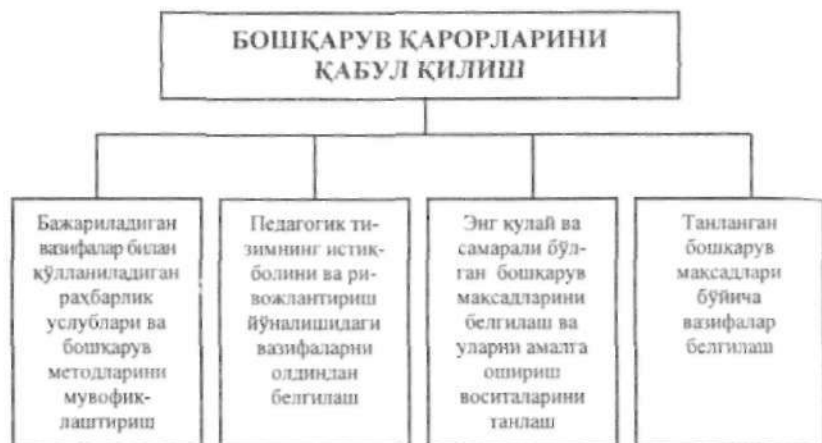 БОШҚАРУВ ҚАРОРЛАРИНИ
ҚАБУЛ ҚИЛИШ
Бажариладиган
вазифалар билан
қўлланиладиган
раҳбарлик
услублари ва
бошқарув
методларини
мувофиқ-
лаштириш
Педагогик ти-
зимнинг истиқ-
болини ва ри-
вожлантириш
йўналишидаги
вазифаларни
олдиндан
белгилаш
Энг қулай ва
самарали бўл-
ган бошқарув
мақсадларини
белгилаш ва
уларни амалга
ошириш
воситаларини
танлаш
Танланган
бошқарув
мақсадлари
бўйича
вазифалар
белгилаш